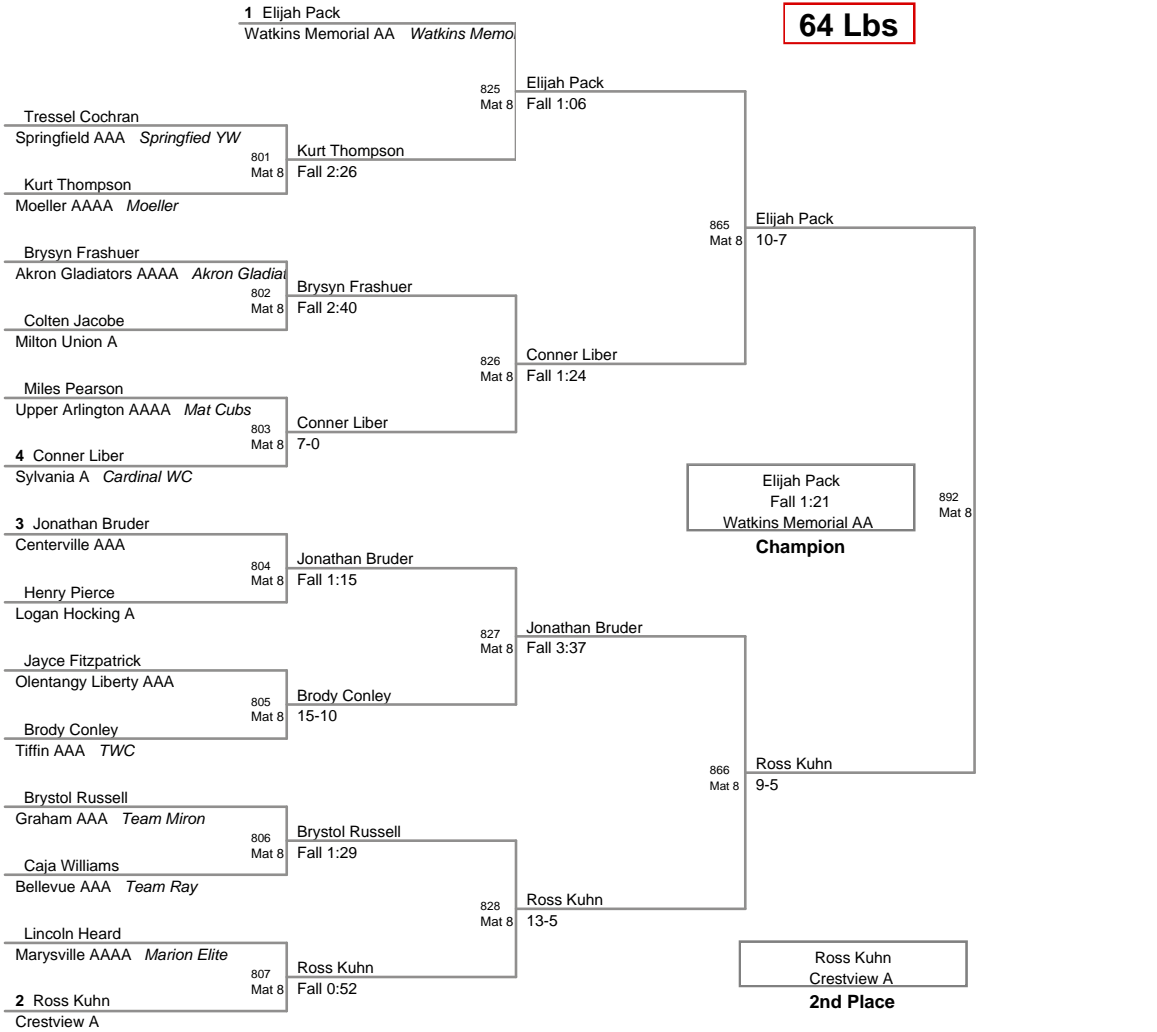 64 Lbs
1 Elijah Pack
Watkins Memorial AA Watkins Memo
825
Mat 8
Elijah Pack
Fall 1:06
Tressel Cochran
Springfield AAA Springfied YW
801
Mat 8
Kurt Thompson
Fall 2:26
Kurt Thompson
Moeller AAAA Moeller
865
Mat 8
Elijah Pack
10-7
Brysyn Frashuer
Akron Gladiators AAAA Akron Gladiat
802
Mat 8
Brysyn Frashuer
Fall 2:40
Colten Jacobe
Milton Union A
826
Mat 8
Conner Liber
Fall 1:24
Miles Pearson
Upper Arlington AAAA Mat Cubs
803
Mat 8
Conner Liber
7-0
4 Conner Liber
Sylvania A Cardinal WC
Elijah Pack
Fall 1:21
Watkins Memorial AA
Champion
892
Mat 8
3 Jonathan Bruder
Centerville AAA
804
Mat 8
Jonathan Bruder
Fall 1:15
Henry Pierce
Logan Hocking A
827
Mat 8
Jonathan Bruder
Fall 3:37
Jayce Fitzpatrick
Olentangy Liberty AAA
805
Mat 8
Brody Conley
15-10
Brody Conley
Tiffin AAA TWC
866
Mat 8
Ross Kuhn
9-5
Brystol Russell
Graham AAA Team Miron
806
Mat 8
Brystol Russell
Fall 1:29
Caja Williams
Bellevue AAA Team Ray
828
Mat 8
Ross Kuhn
13-5
Lincoln Heard
Marysville AAAA Marion Elite
807
Mat 8
Ross Kuhn
Fall 0:52
2 Ross Kuhn
Crestview A
Ross Kuhn
Crestview A
2nd Place